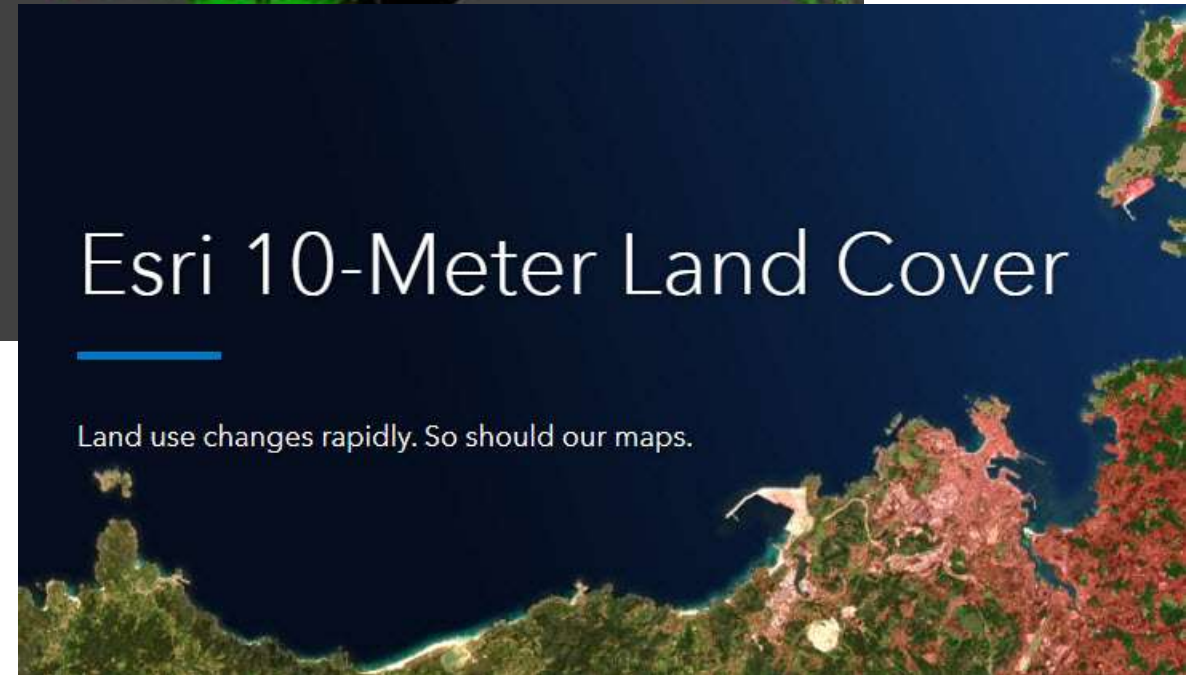 Esri 10-Meter Land Cover
Land use changes rapidly. So should our maps.